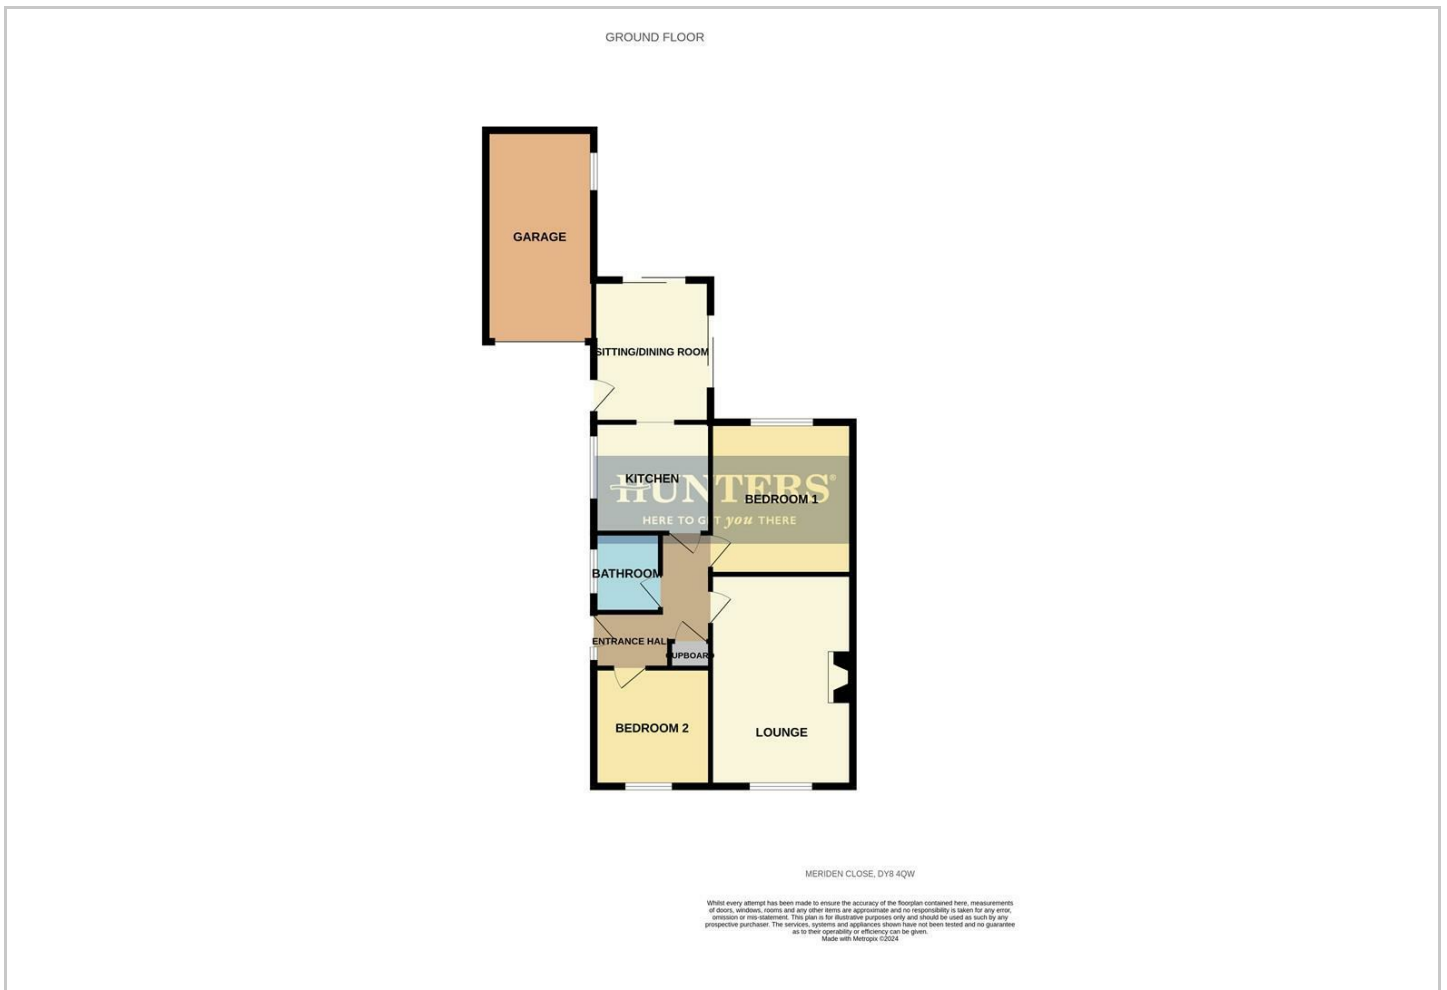 GROUND FLOOR
GARAGE
SITTING/DINING ROOM
KITCHEN
HUNTERS®
BEDROOM 1
HERE TO GET you THERE
BATHROOM
ENTRANCE HALL
CUPBOARD
BEDROOM 2
LOUNGE
MERIDEN CLOSE, DY8 4QW
Whilst every attempt has been made to ensure the accuracy of the floorplan contained here, measurements
of doors, windows, rooms and any other items are approximate and no responsibility is taken for any error,
omission or mis-statement. This plan is for illustrative purposes only and should be used as such by any
prospective purchaser. The services, systems and appliances shown have not been tested and no guarantee
as to their operability or efficiency can be given.
Made with Metropix ©2024